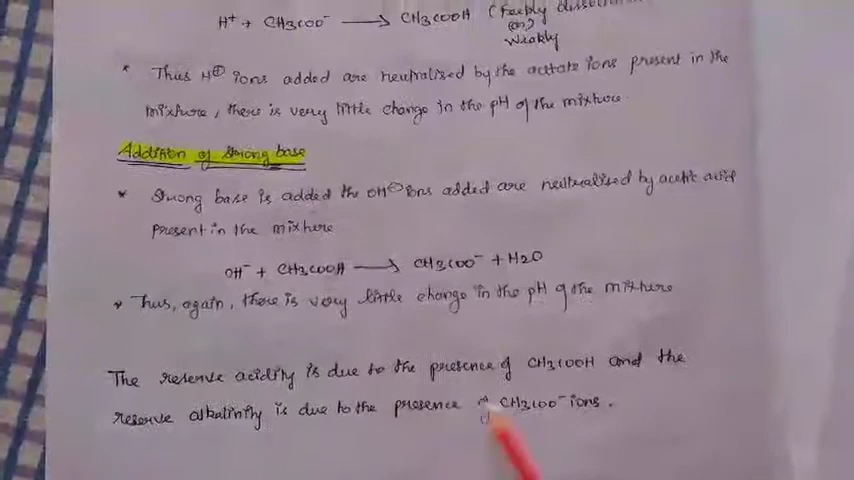 H⁺ + CH3COO⁻ ⟶ CH3COOH (Feebly
(or)
Weakly
* Thus H⊕ ions added are neutralised by the acetate ions present in the
mixture, there is very little change in the pH of the mixture.
Addition of strong base
* Strong base is added the OH⊖ ions added are neutralised by acetic acid
present in the mixture
OH⁻ + CH3COOH ⟶ CH3COO⁻ + H2O
* Thus, again, there is very little change in the pH of the mixture
The reserve acidity is due to the presence of CH3COOH and the
reserve alkalinity is due to the presence of CH3COO⁻ ions.